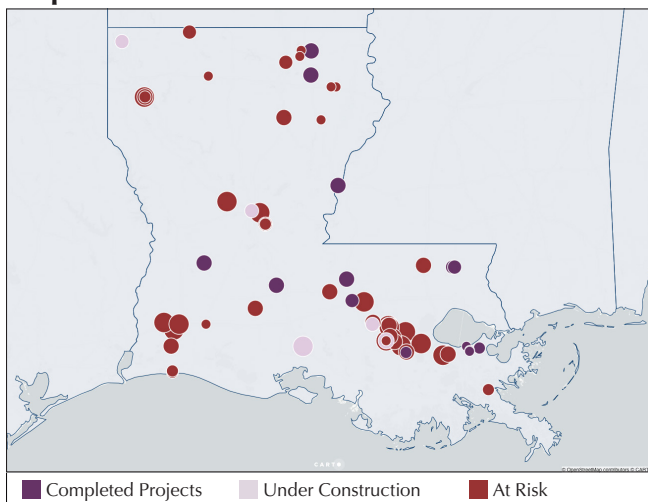 CARTO
© OpenStreetMap contributors © CARTO
Completed Projects
Under Construction
At Risk